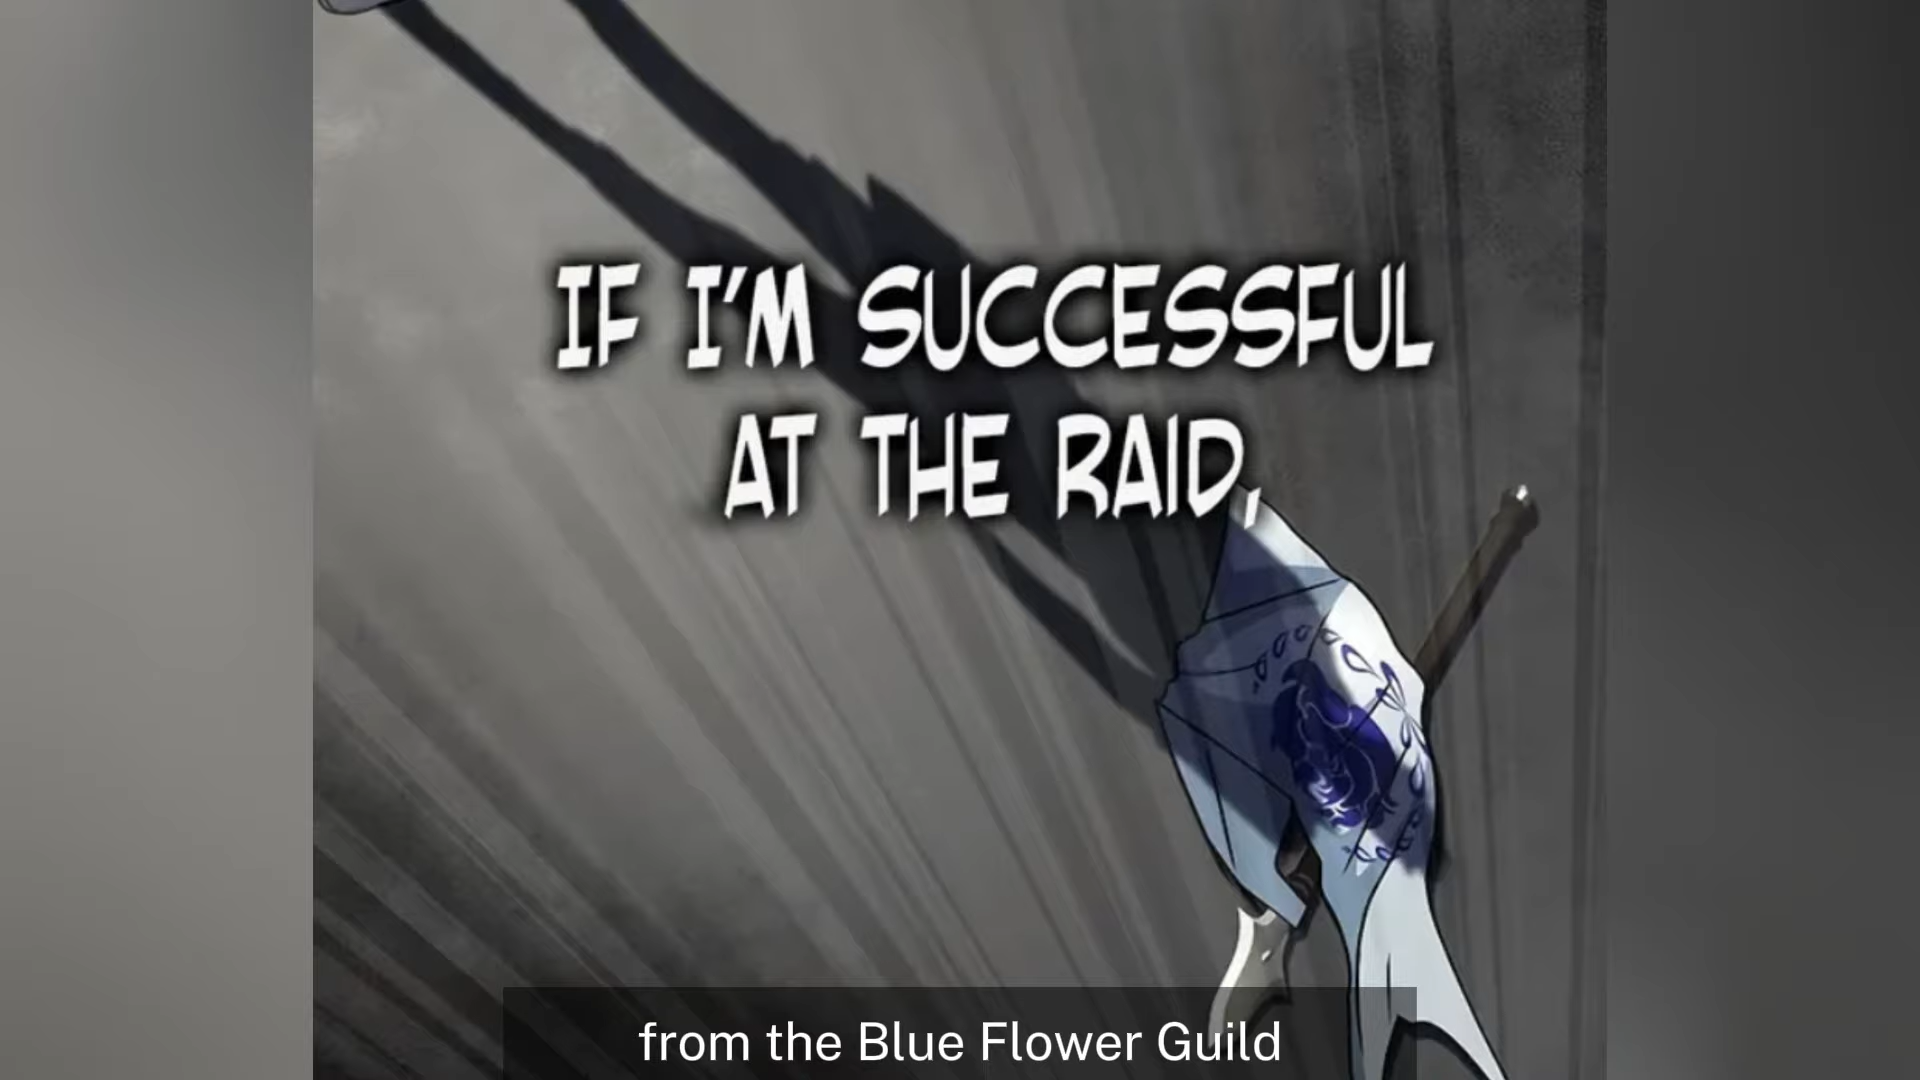 IF I'M SUCCESSFUL
AT THE RAID,
from the Blue Flower Guild